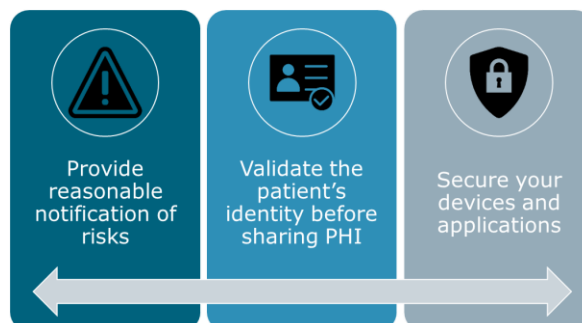 Provide
reasonable
notification of
risks
Validate the
patient's
identity before
sharing PHI
Secure your
devices and
applications